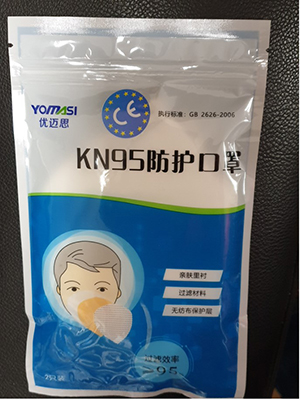 YOMASI
优迈思
CE
执行标准：GB 2626-2006
KN95防护口罩
亲肤里衬
过滤材料
无纺布保护层
过滤效率
≥95